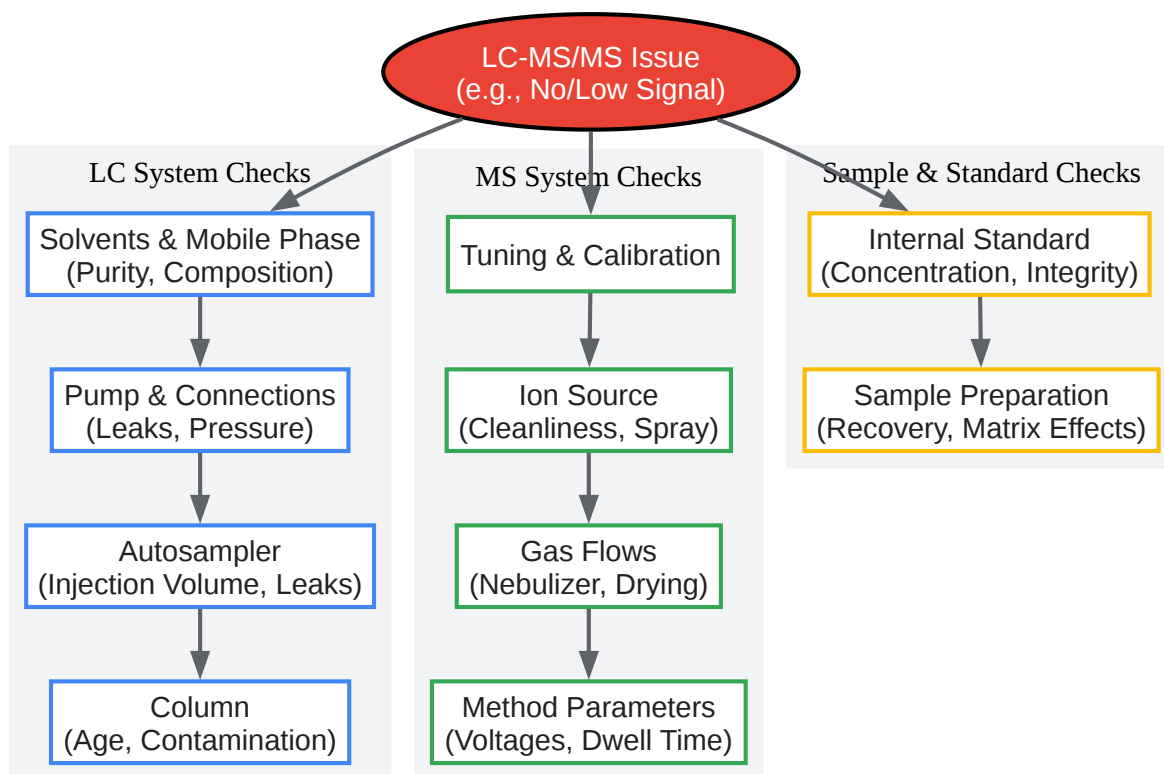 LC-MS/MS Issue
(e.g., No/Low Signal)
LC System Checks
Solvents & Mobile Phase
(Purity, Composition)
Pump & Connections
(Leaks, Pressure)
Autosampler
(Injection Volume, Leaks)
Column
(Age, Contamination)
MS System Checks
Tuning & Calibration
Ion Source
(Cleanliness, Spray)
Gas Flows
(Nebulizer, Drying)
Method Parameters
(Voltages, Dwell Time)
Sample & Standard Checks
Internal Standard
(Concentration, Integrity)
Sample Preparation
(Recovery, Matrix Effects)